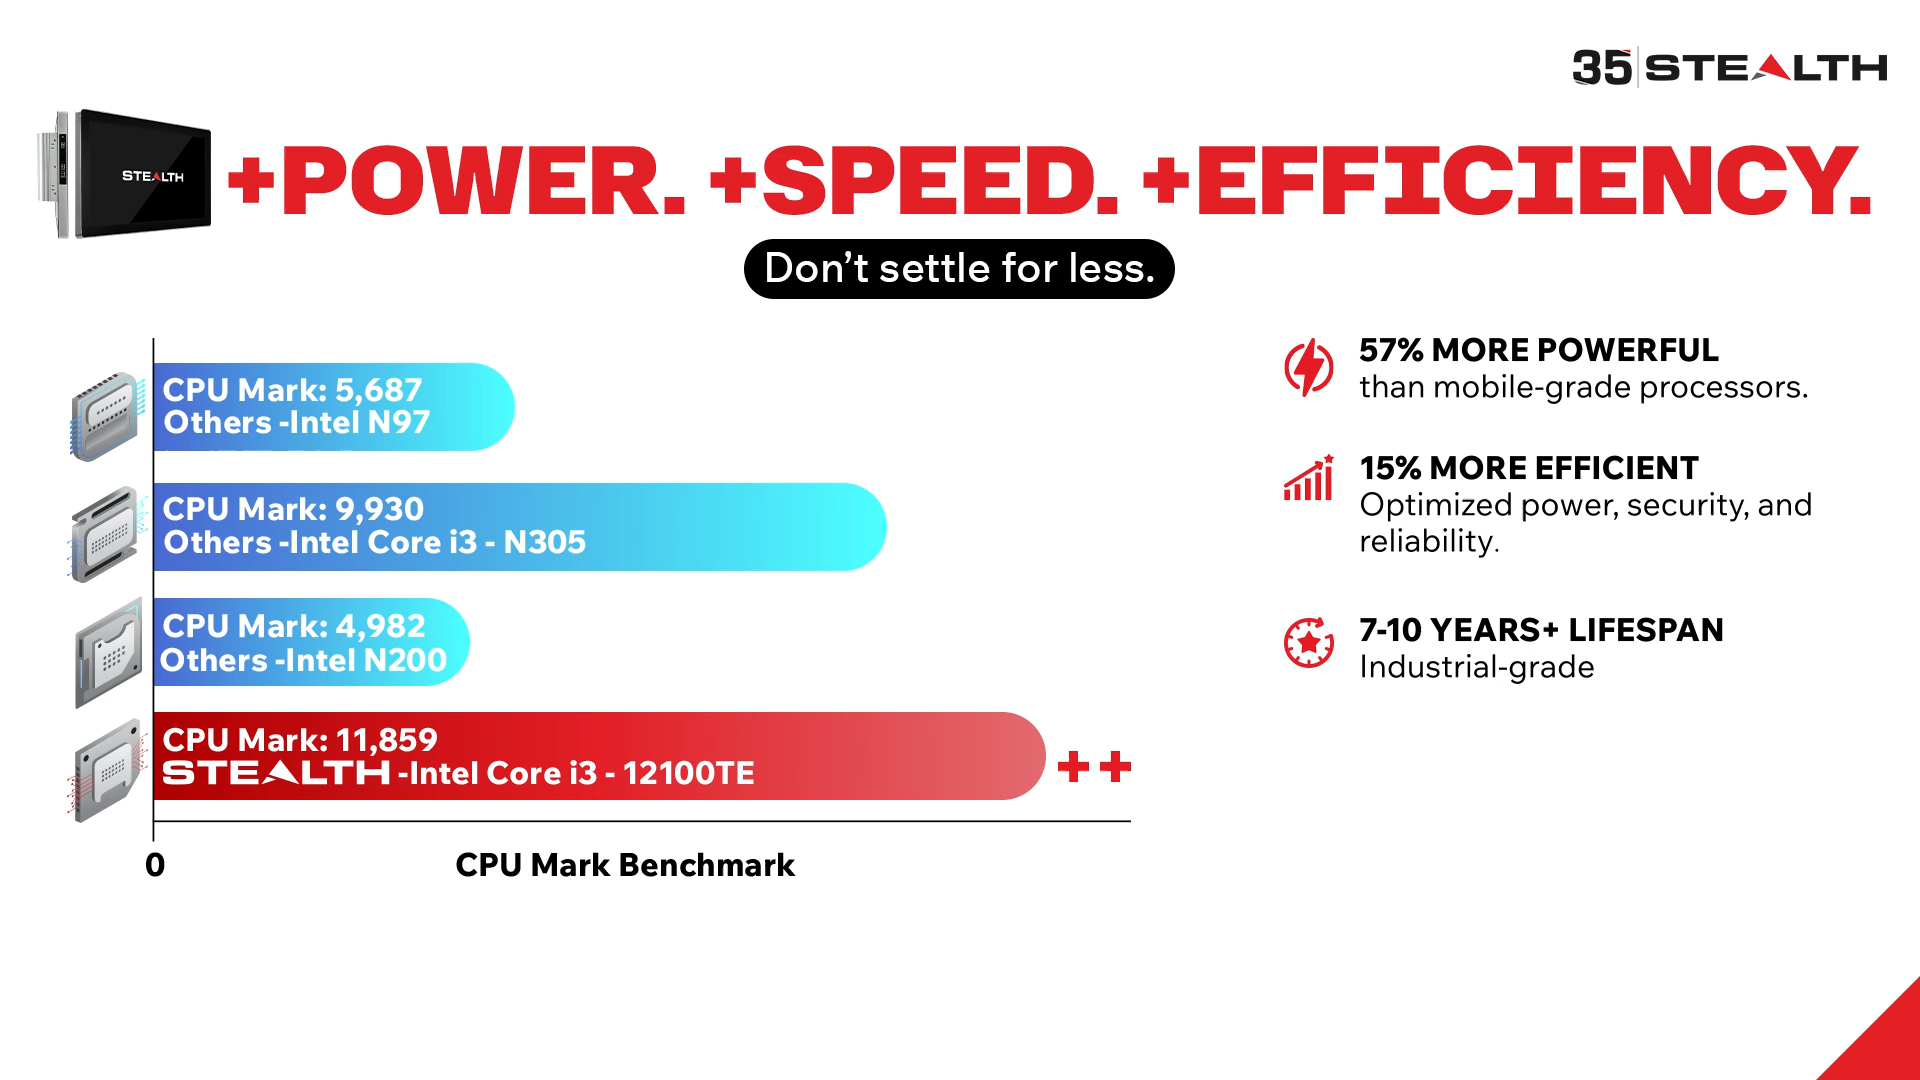 35 STEALTH
STEALTH
+POWER. +SPEED. +EFFICIENCY.
Don’t settle for less.
CPU Mark: 5,687
Others -Intel N97
CPU Mark: 9,930
Others -Intel Core i3 - N305
CPU Mark: 4,982
Others -Intel N200
CPU Mark: 11,859
STEALTH -Intel Core i3 - 12100TE
++
0
CPU Mark Benchmark
57% MORE POWERFUL
than mobile-grade processors.
15% MORE EFFICIENT
Optimized power, security, and
reliability.
7-10 YEARS+ LIFESPAN
Industrial-grade